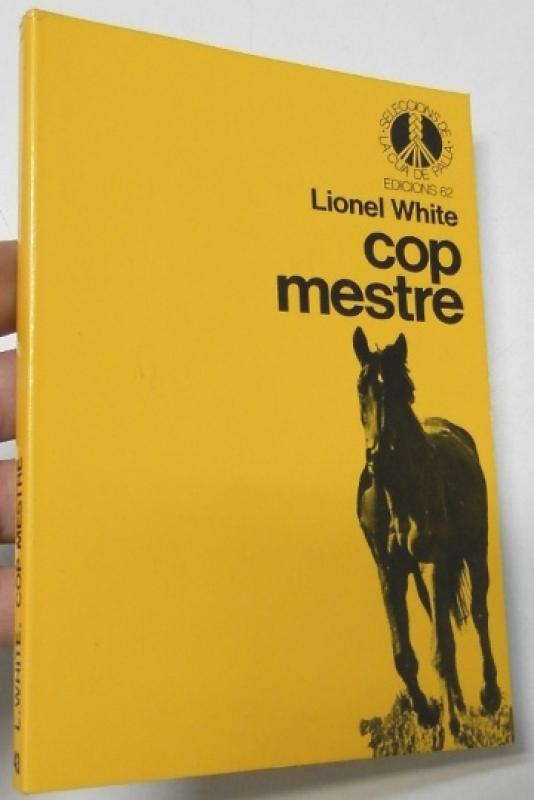 · SELECCIONS DE ·
LA CUA DE PALLA
EDICIONS 62
Lionel White
cop
mestre
L. WHITE. COP MESTRE